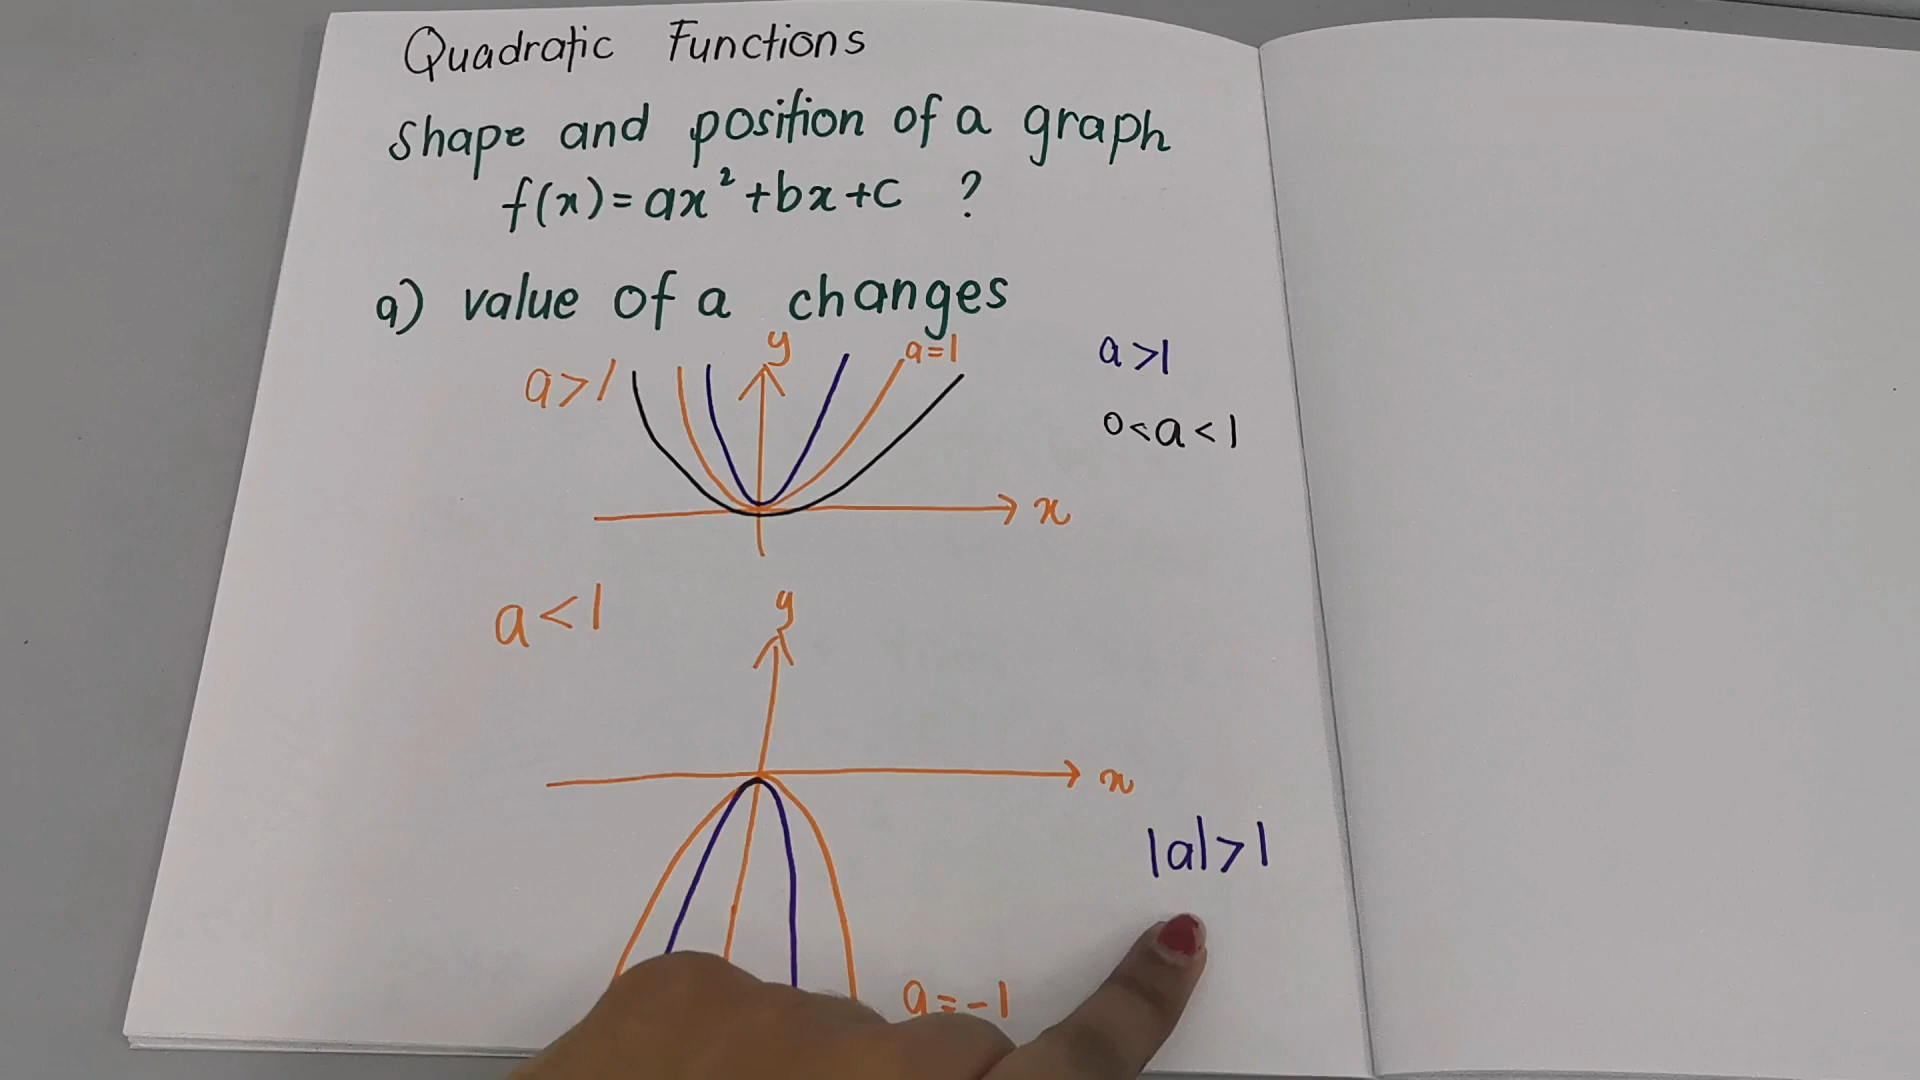 Quadratic Functions
shape and position of a graph
f(x) = ax² + bx + c ?
a) value of a changes
a > 1
y
a = 1
a > 1
0 < a < 1
x
a < 1
y
x
|a| > 1
a = -1